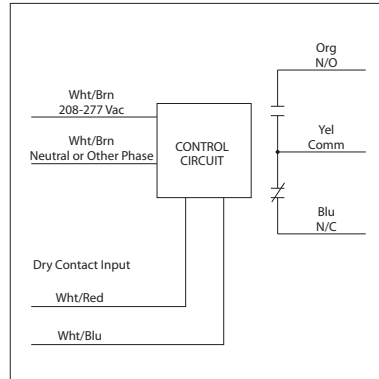 Org
N/O
Wht/Brn
208-277 Vac
Wht/Brn
Neutral or Other Phase
CONTROL
CIRCUIT
Yel
Comm
Blu
N/C
Dry Contact Input
Wht/Red
Wht/Blu